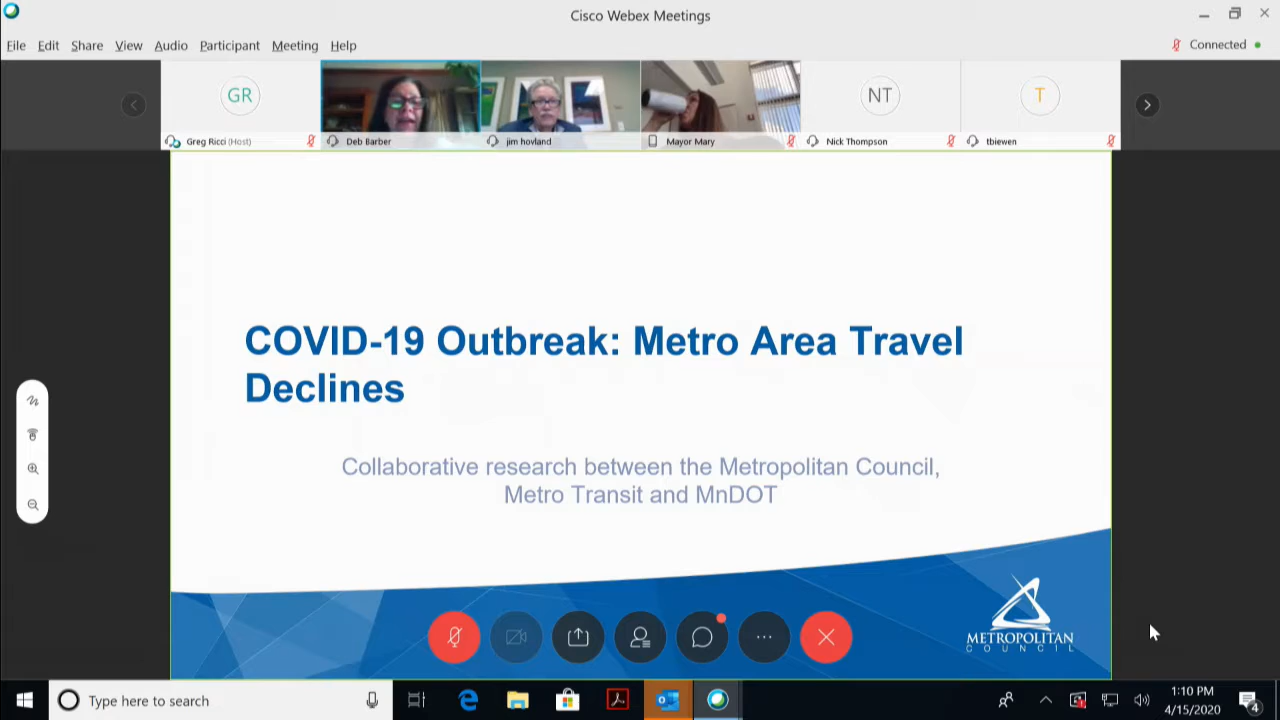 Cisco Webex Meetings
File Edit Share View Audio Participant Meeting Help
Connected
GR
NT
T
Greg Ricci (Host)
Deb Barber
jim hovland
Mayor Mary
Nick Thompson
tbiewen
COVID-19 Outbreak: Metro Area Travel
Declines
Collaborative research between the Metropolitan Council,
Metro Transit and MnDOT
METROPOLITAN
COUNCIL
Type here to search
1:10 PM
4/15/2020
4